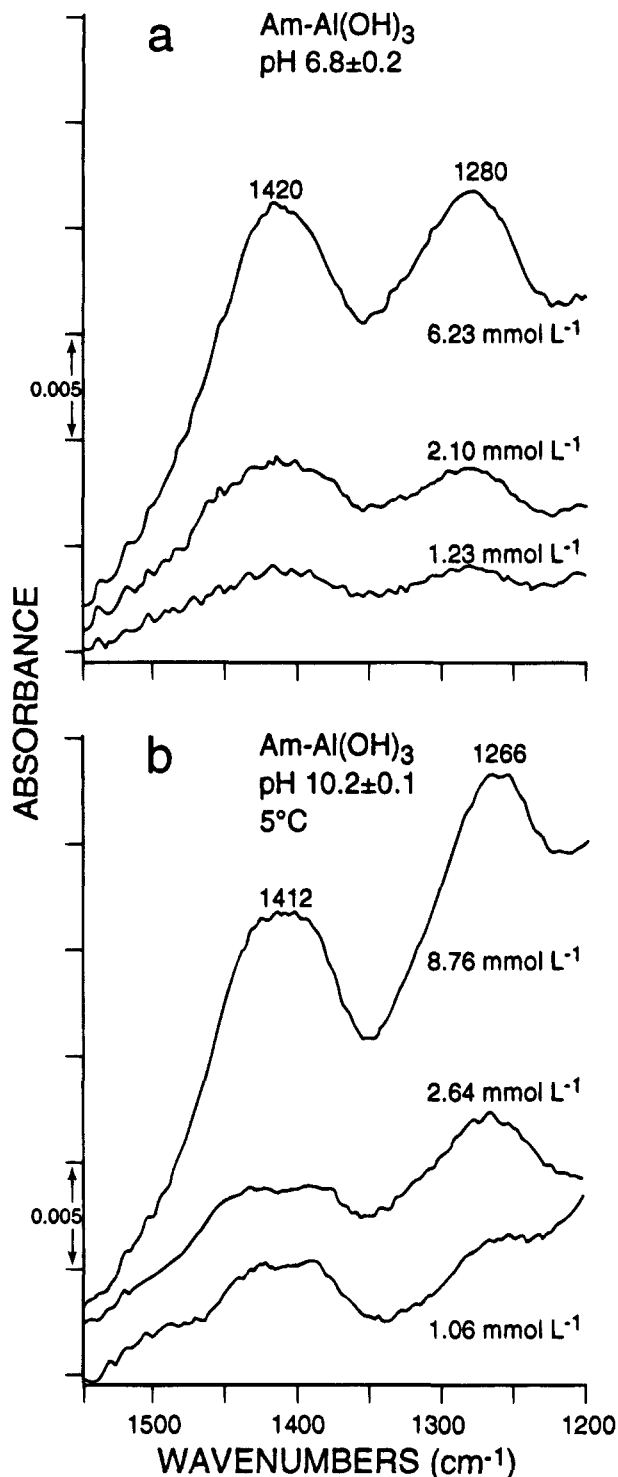 a
Am-Al(OH)3
pH 6.8±0.2
1420
1280
0.005
6.23 mmol L-1
2.10 mmol L-1
1.23 mmol L-1
ABSORBANCE
b
Am-Al(OH)3
pH 10.2±0.1
5°C
1412
1266
8.76 mmol L-1
2.64 mmol L-1
0.005
1.06 mmol L-1
1500 1400 1300 1200
WAVENUMBERS (cm-1)